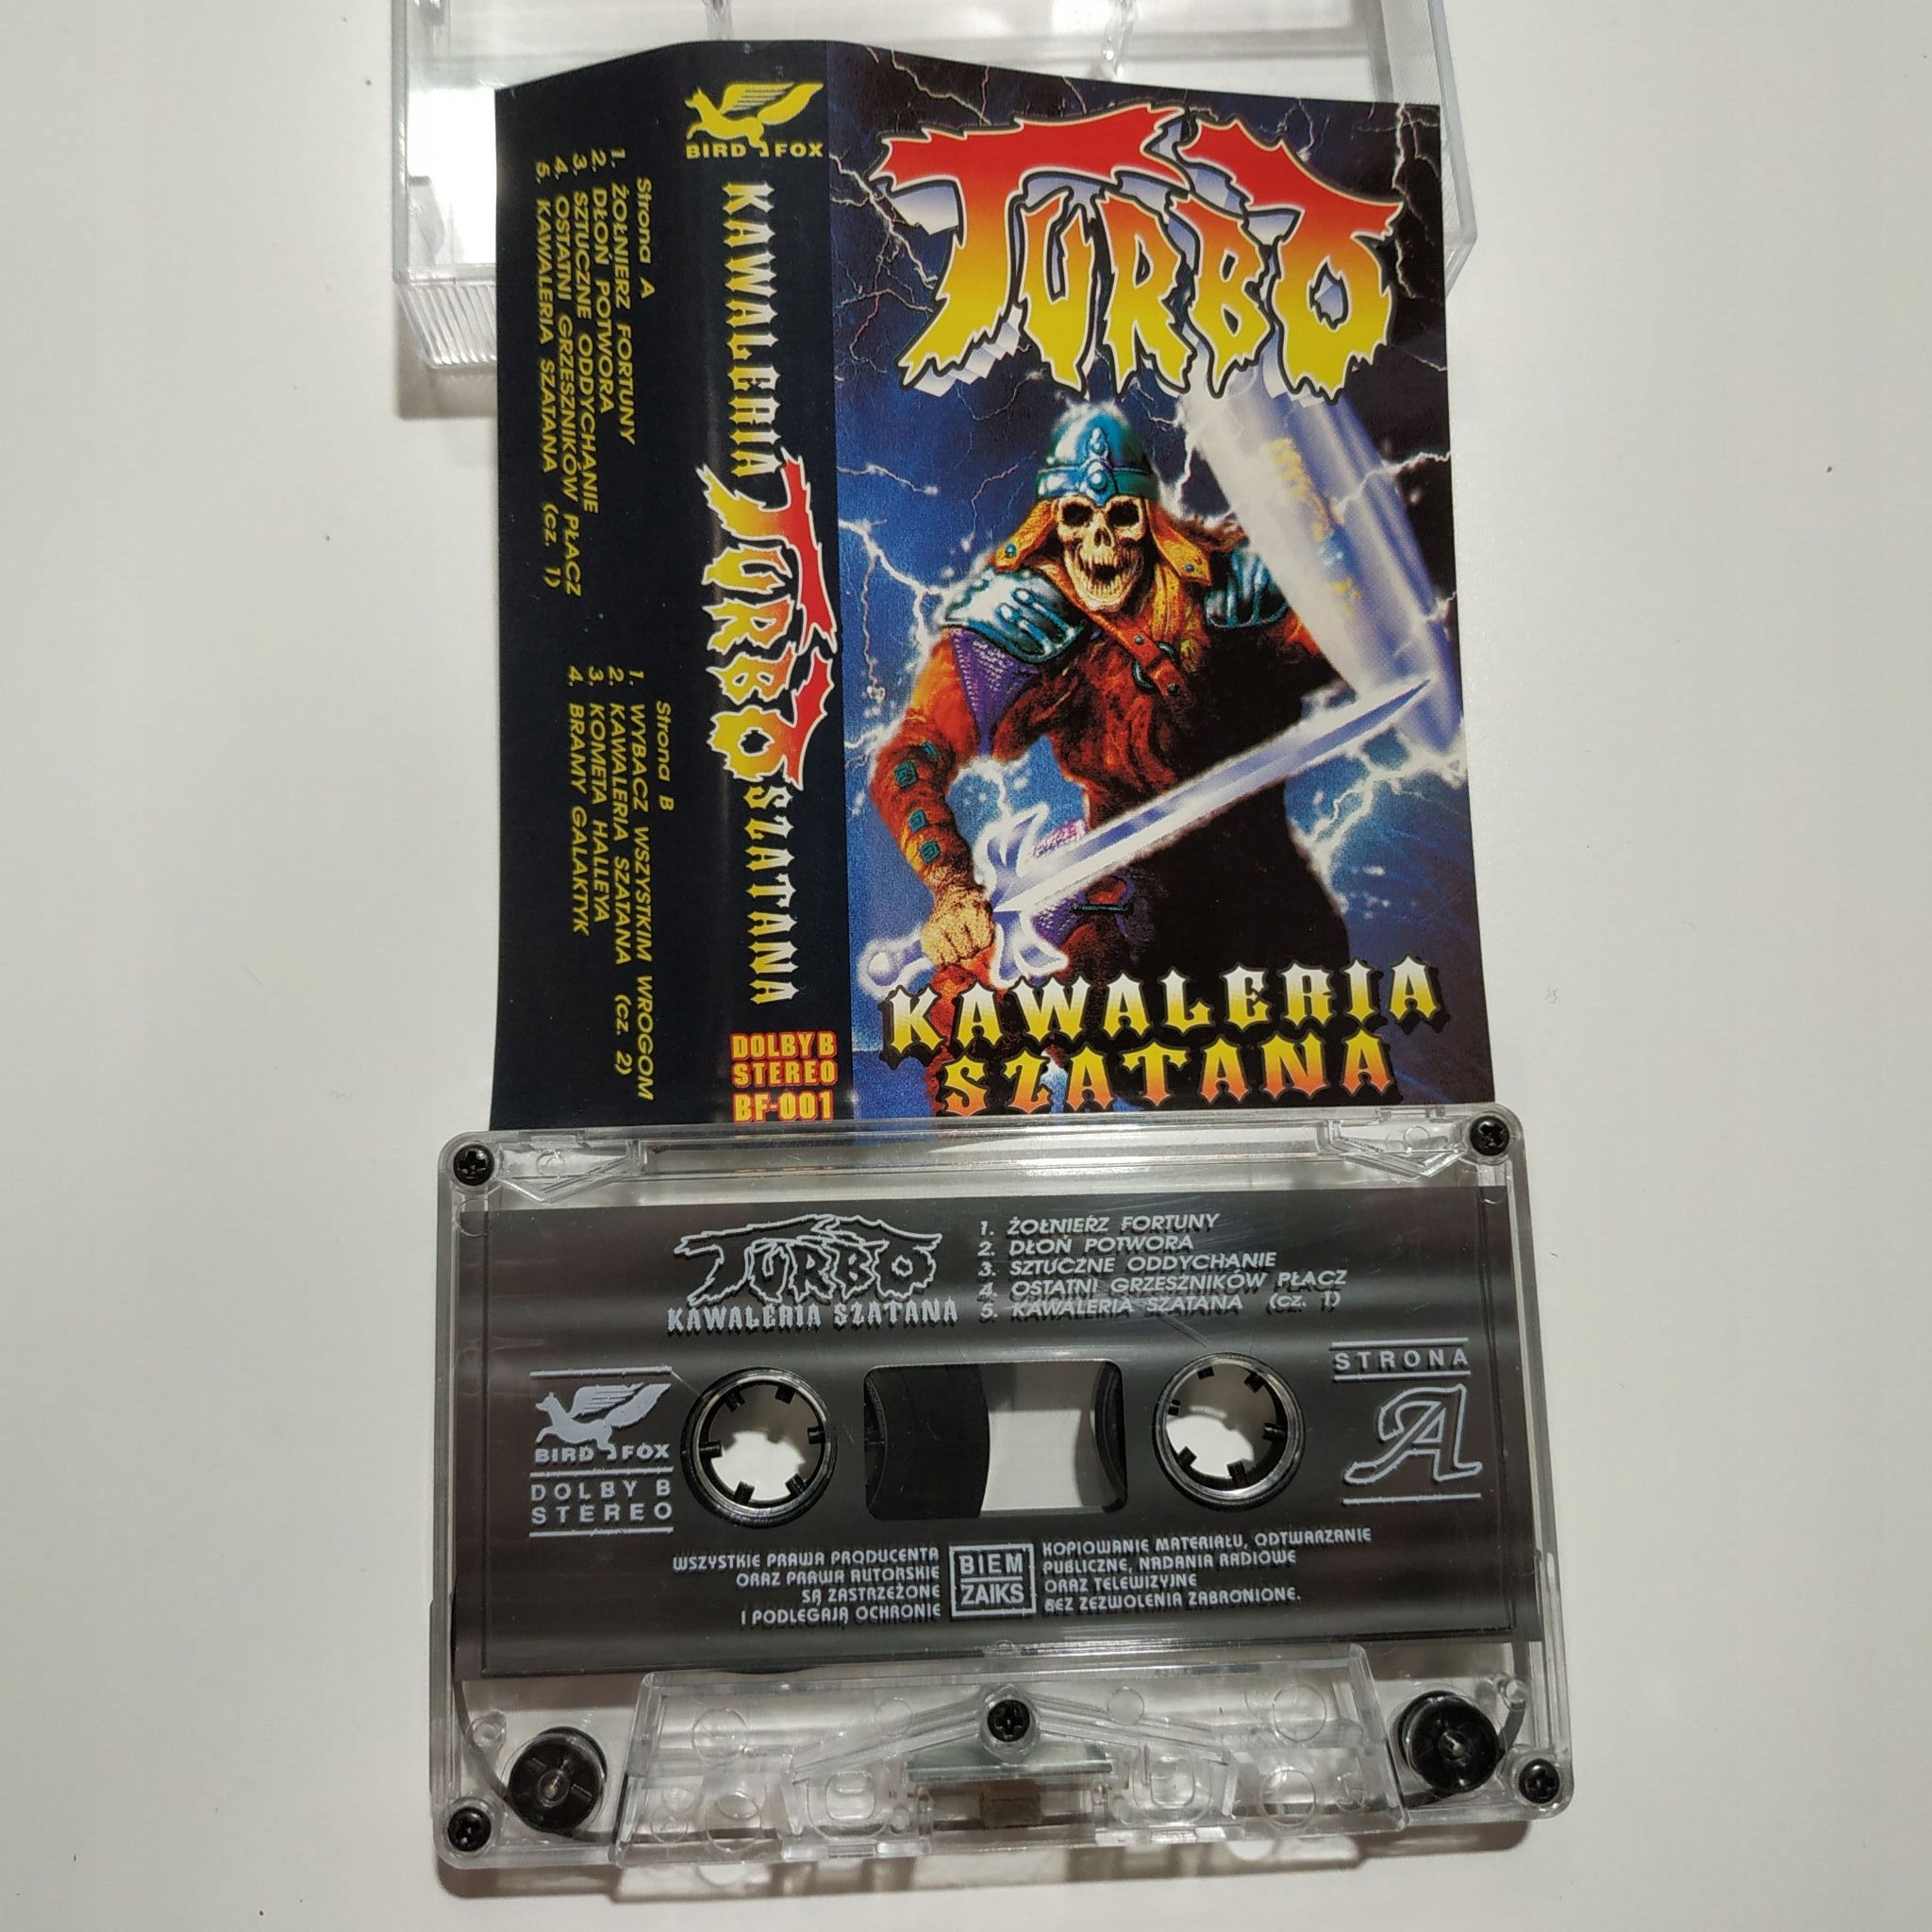 BIRD FOX
Strona A
1. ŻOŁNIERZ FORTUNY
2. DŁOŃ POTWORA
3. SZTUCZNE ODDYCHANIE
4. OSTATNI GRZESZNIKÓW PŁACZ
5. KAWALERIA SZATANA (cz. 1)
Strona B
1. WYBACZ WSZYSTKIM WROGOM
2. KAWALERIA SZATANA (cz. 2)
3. KOMETA HALLEYA
4. BRAMY GALAKTYK
KAWALERIA TURBO SZATANA
DOLBY B
STEREO
BF-001
TURBO
KAWALERIA
SZATANA
TURBO
KAWALERIA SZATANA
1. ŻOŁNIERZ FORTUNY
2. DŁOŃ POTWORA
3. SZTUCZNE ODDYCHANIE
4. OSTATNI GRZESZNIKÓW PŁACZ
5. KAWALERIA SZATANA (cz. 1)
BIRD FOX
DOLBY B
STEREO
STRONA
A
WSZYSTKIE PRAWA PRODUCENTA
ORAZ PRAWA AUTORSKIE
SĄ ZASTRZEŻONE
I PODLEGAJĄ OCHRONIE
BIEM
ZAIKS
KOPIOWANIE MATERIAŁU, ODTWARZANIE
PUBLICZNE, NADANIA RADIOWE
ORAZ TELEWIZYJNE
BEZ ZEZWOLENIA ZABRONIONE.